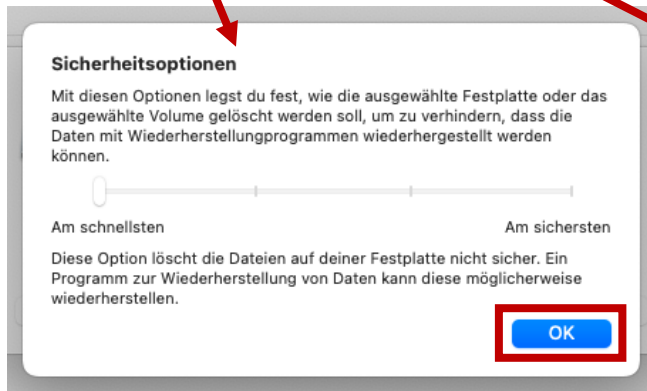 Sicherheitsoptionen
Mit diesen Optionen legst du fest, wie die ausgewählte Festplatte oder das
ausgewählte Volume gelöscht werden soll, um zu verhindern, dass die
Daten mit Wiederherstellungprogrammen wiederhergestellt werden
können.
Am schnellsten Am sichersten
Diese Option löscht die Dateien auf deiner Festplatte nicht sicher. Ein
Programm zur Wiederherstellung von Daten kann diese möglicherweise
wiederherstellen.
OK